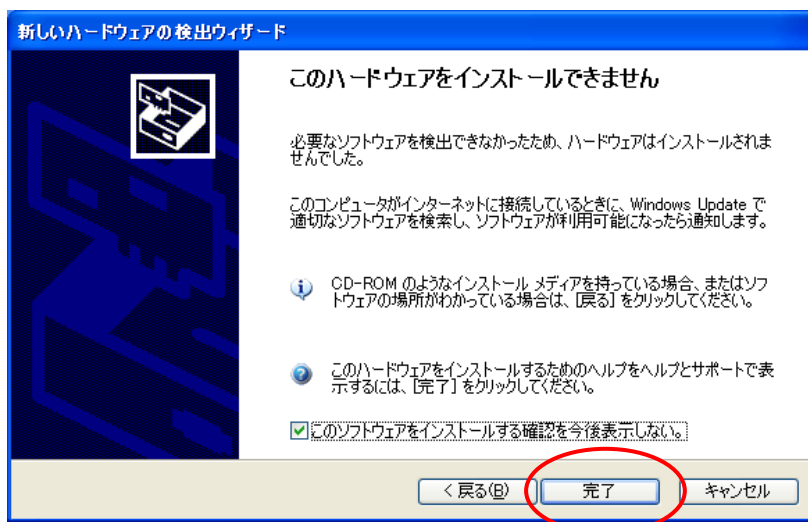 新しいハードウェアの検出ウィザード
このハードウェアをインストールできません
必要なソフトウェアを検出できなかったため、ハードウェアはインストールされま
せんでした。
このコンピュータがインターネットに接続しているときに、Windows Update で
適切なソフトウェアを検索し、ソフトウェアが利用可能になったら通知します。
CD-ROM のようなインストール メディアを持っている場合、またはソフ
トウェアの場所がわかっている場合は、[戻る] をクリックしてください。
このハードウェアをインストールするためのヘルプをヘルプとサポートで表
示するには、[完了] をクリックしてください。
このソフトウェアをインストールする確認を今後表示しない。
< 戻る(B) 完了 キャンセル